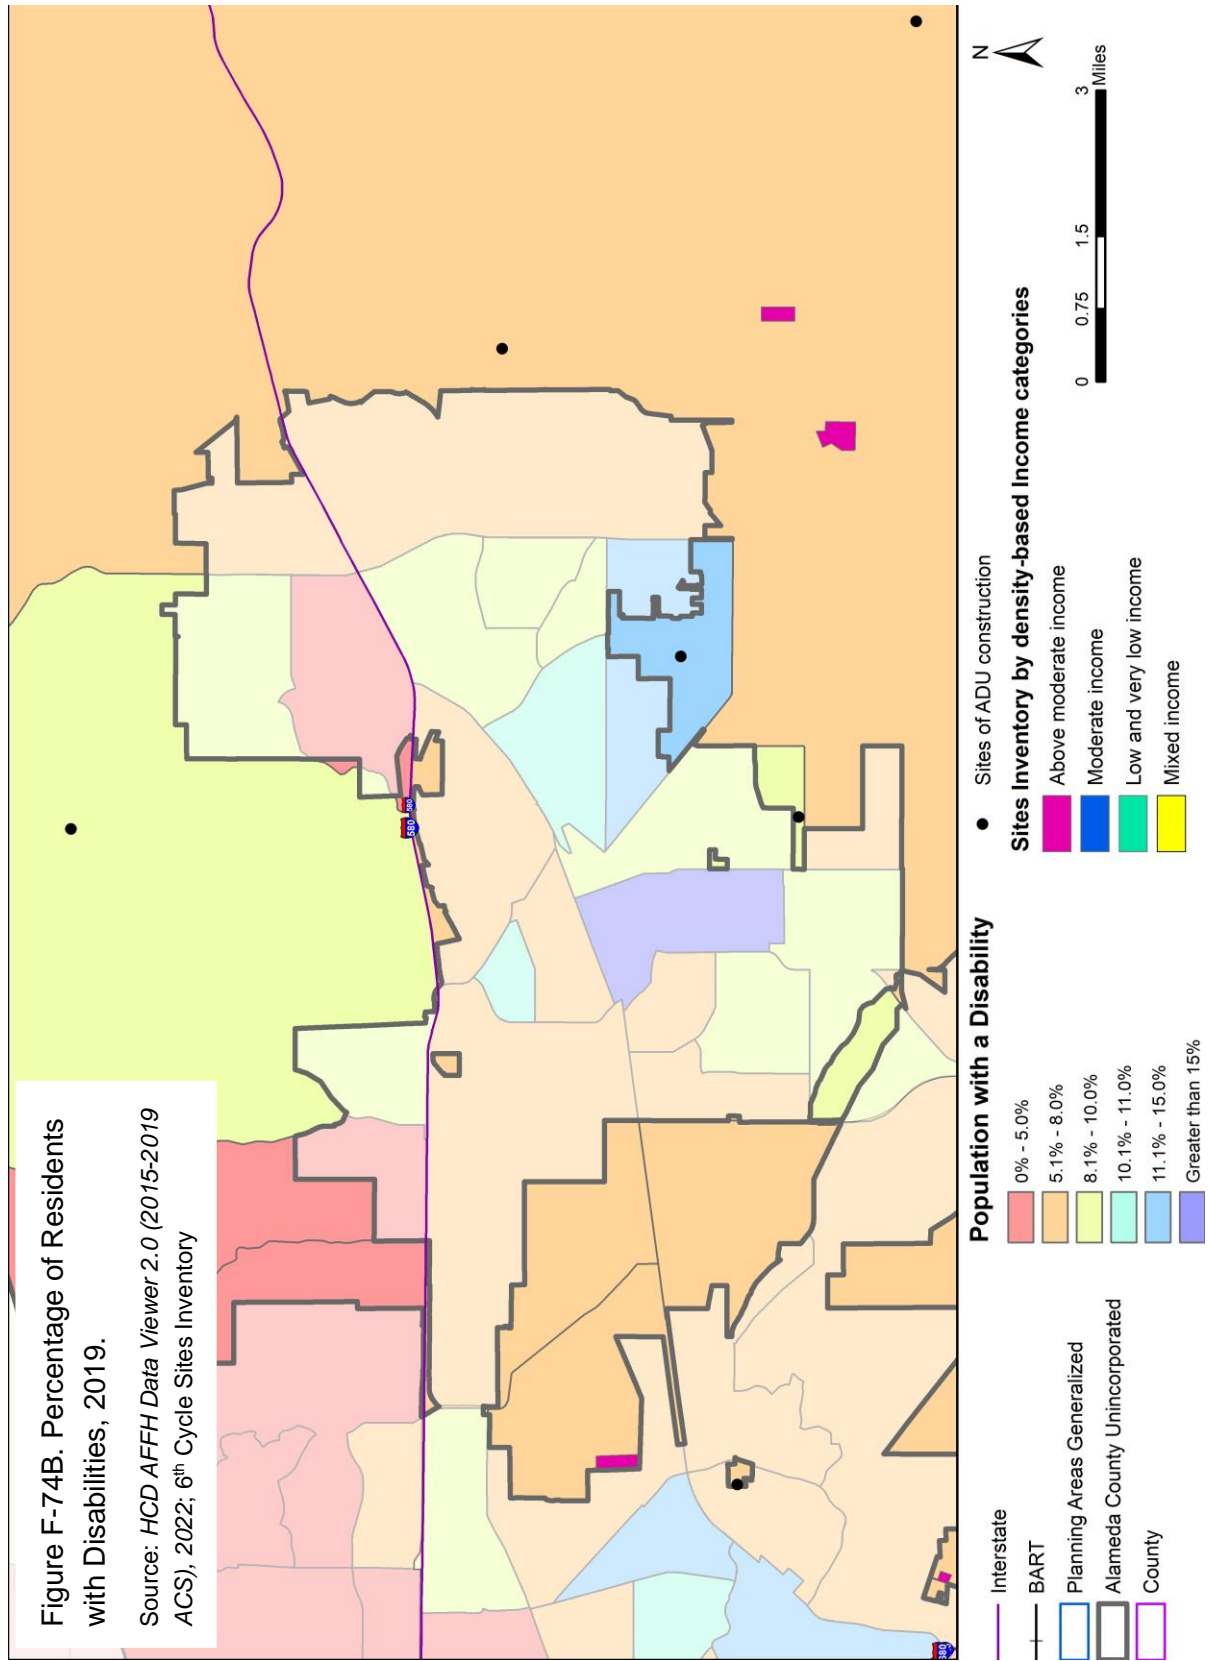 Figure F-74B. Percentage of Residents
with Disabilities, 2019.
Source: HCD AFFH Data Viewer 2.0 (2015-2019
ACS), 2022; 6th Cycle Sites Inventory
680
580
680
Interstate
BART
Planning Areas Generalized
Alameda County Unincorporated
County
Population with a Disability
0% - 5.0%
5.1% - 8.0%
8.1% - 10.0%
10.1% - 11.0%
11.1% - 15.0%
Greater than 15%
Sites of ADU construction
Sites Inventory by density-based Income categories
Above moderate income
Moderate income
Low and very low income
Mixed income
N
0 0.75 1.5 3
Miles